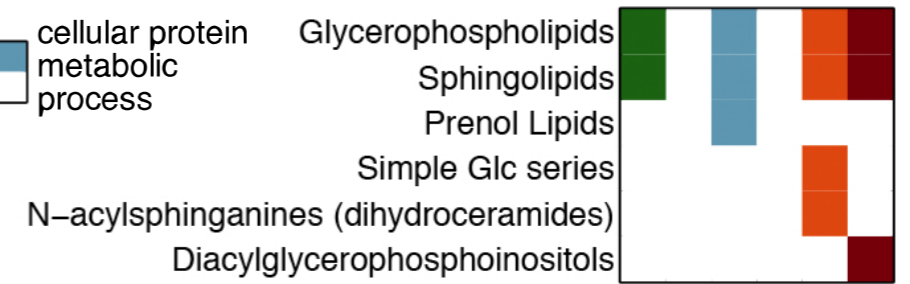 cellular protein
metabolic
process
Glycerophospholipids
Sphingolipids
Prenol Lipids
Simple Glc series
N−acylsphinganines (dihydroceramides)
Diacylglycerophosphoinositols